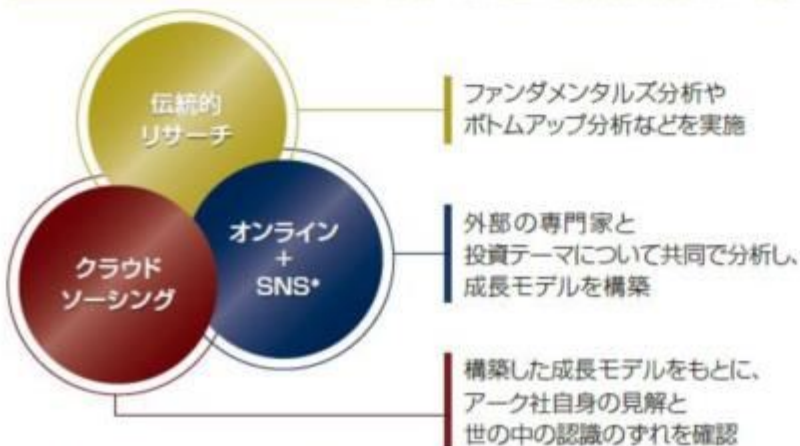 伝統的
リサーチ
ファンダメンタルズ分析や
ボトムアップ分析などを実施
オンライン
+
SNS*
外部の専門家と
投資テーマについて共同で分析し、
成長モデルを構築
クラウド
ソーシング
構築した成長モデルをもとに、
アーク社自身の見解と
世の中の認識のずれを確認